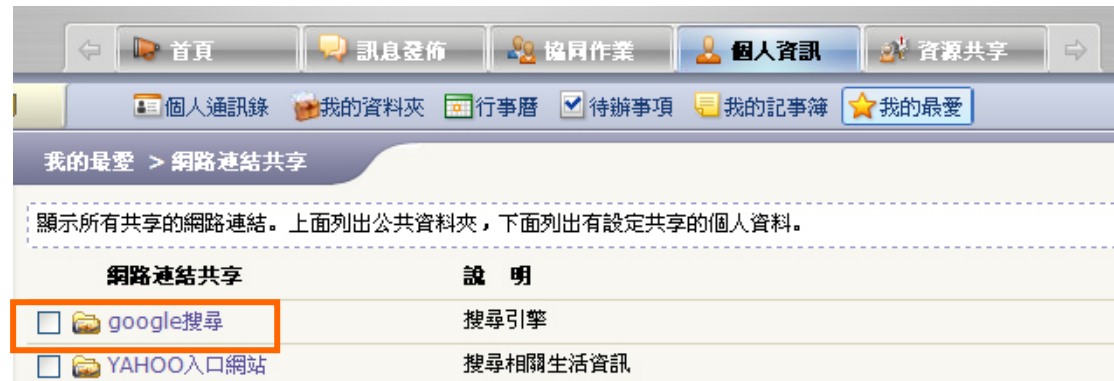 首頁 訊息發佈 協同作業 個人資訊 資源共享
個人通訊錄 我的資料夾 行事曆 待辦事項 我的記事簿 我的最愛
我的最愛 > 網路連結共享
顯示所有共享的網路連結。上面列出公共資料夾，下面列出有設定共享的個人資料。
網路連結共享 說 明
google搜尋 搜尋引擎
YAHOO入口網站 搜尋相關生活資訊